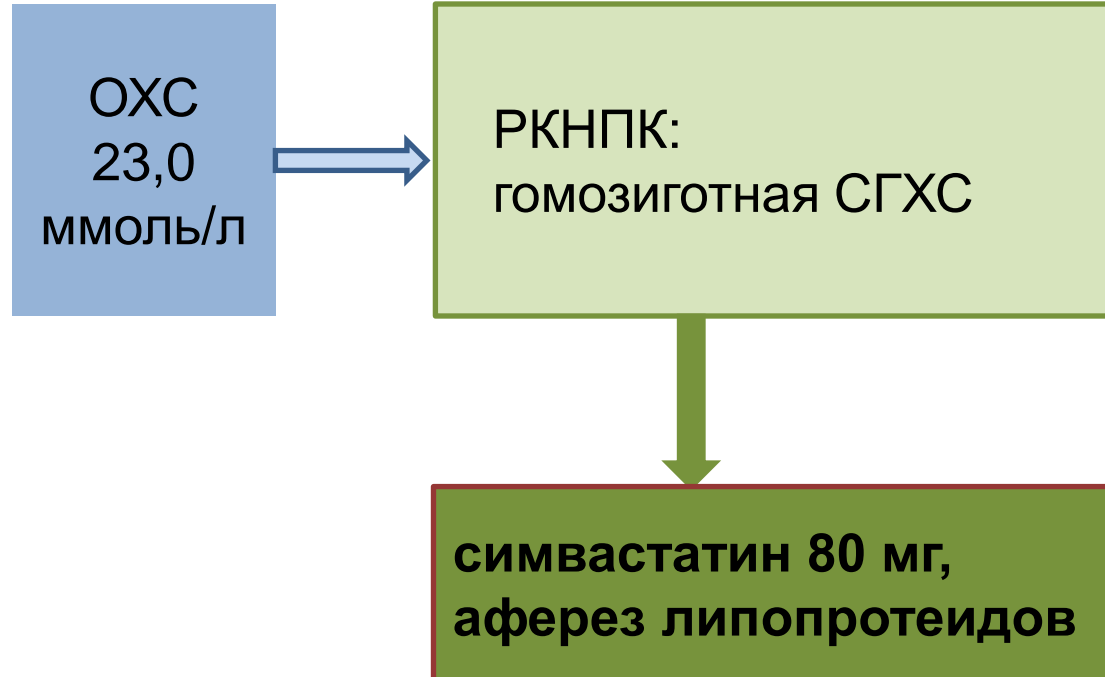 ОХС
23,0
ммоль/л
РКНПК:
гомозиготная СГХС
симвастатин 80 мг,
аферез липопротеидов